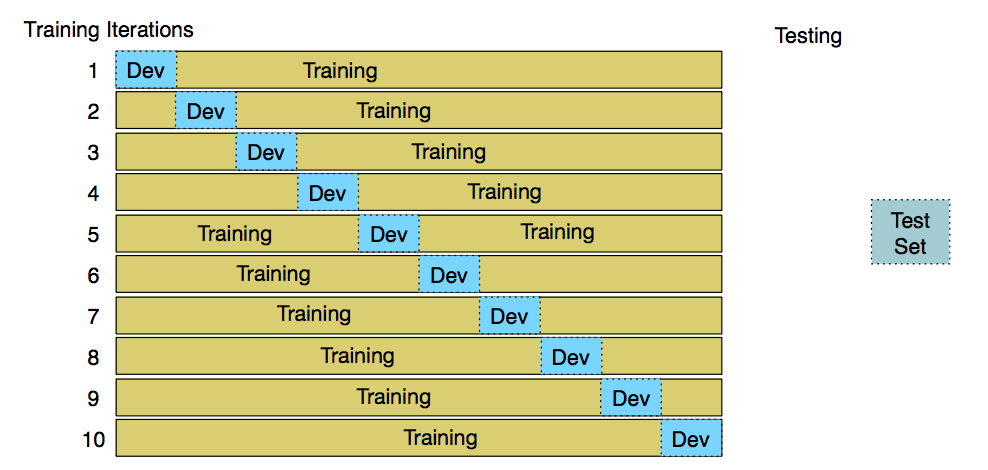 Training Iterations
Testing
1 Dev Training
2 Dev Training
3 Dev Training
4 Dev Training
5 Training Dev Training
6 Training Dev
7 Training Dev
8 Training Dev
9 Training Dev
10 Training Dev
Test
Set